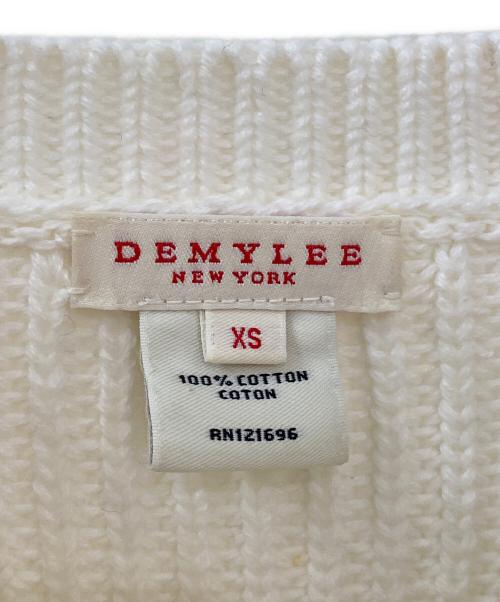 DEMYLEE
NEW YORK
XS
100% COTTON
COTON
RN121696